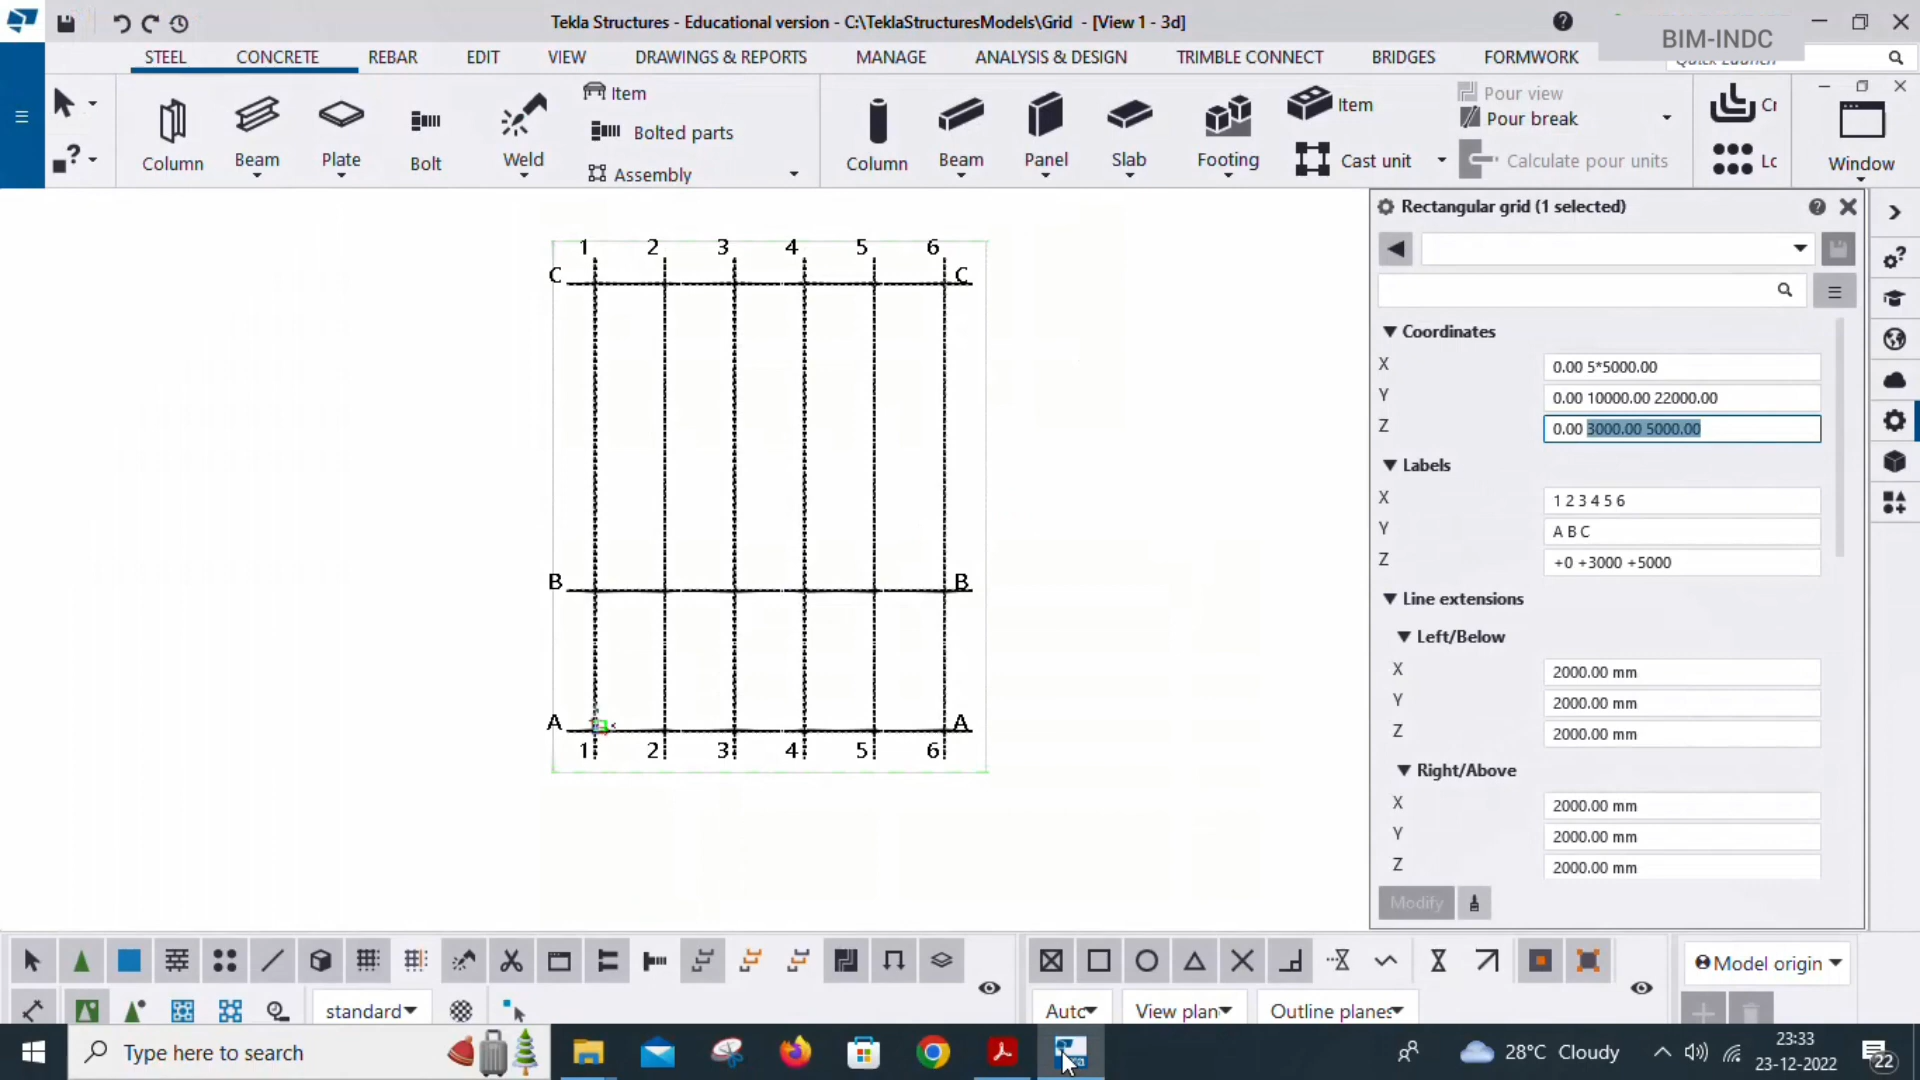 Tekla Structures - Educational version - C:\TeklaStructuresModels\Grid - [View 1 - 3d]
BIM-INDC
STEEL CONCRETE REBAR EDIT VIEW DRAWINGS & REPORTS MANAGE ANALYSIS & DESIGN TRIMBLE CONNECT BRIDGES FORMWORK
Column Beam Plate Bolt Weld
Item
Bolted parts
Assembly
Column Beam Panel Slab Footing
Item
Cast unit
Pour view
Pour break
Calculate pour units
Window
1 2 3 4 5 6
C C
B B
A A
1 2 3 4 5 6
Rectangular grid (1 selected)
Coordinates
X 0.00 5*5000.00
Y 0.00 10000.00 22000.00
Z 0.00 3000.00 5000.00
Labels
X 1 2 3 4 5 6
Y A B C
Z +0 +3000 +5000
Line extensions
Left/Below
X 2000.00 mm
Y 2000.00 mm
Z 2000.00 mm
Right/Above
X 2000.00 mm
Y 2000.00 mm
Z 2000.00 mm
Modify
Model origin
standard
Auto View plan Outline planes
Type here to search
28°C Cloudy
23:33
23-12-2022
22